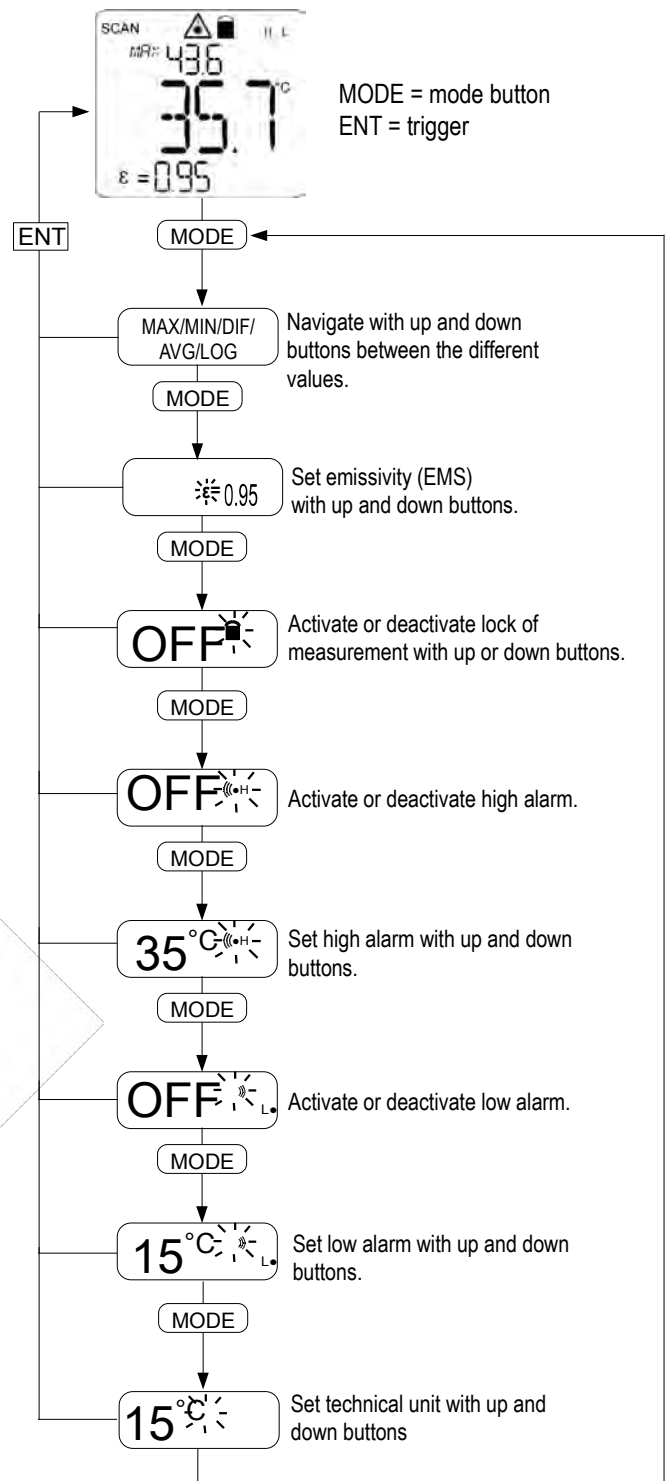 SCAN H L
MAX 43.6
35.7 °C
ε = 0.95
MODE = mode button
ENT = trigger
ENT
MODE
MAX/MIN/DIF/
AVG/LOG
Navigate with up and down
buttons between the different
values.
MODE
ε= 0.95
Set emissivity (EMS)
with up and down buttons.
MODE
OFF
Activate or deactivate lock of
measurement with up or down buttons.
MODE
OFF H
Activate or deactivate high alarm.
MODE
35°C H
Set high alarm with up and down
buttons.
MODE
OFF L
Activate or deactivate low alarm.
MODE
15°C L
Set low alarm with up and down
buttons.
MODE
15°C
Set technical unit with up and
down buttons